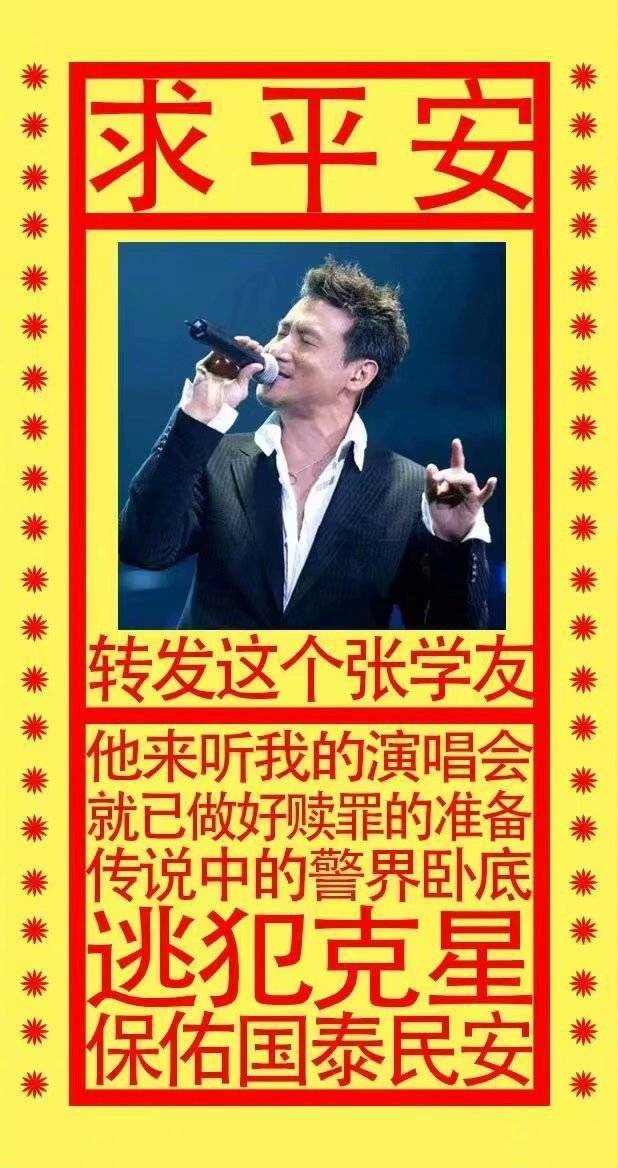 求平安
转发这个张学友
他来听我的演唱会
就已做好赎罪的准备
传说中的警界卧底
逃犯克星
保佑国泰民安